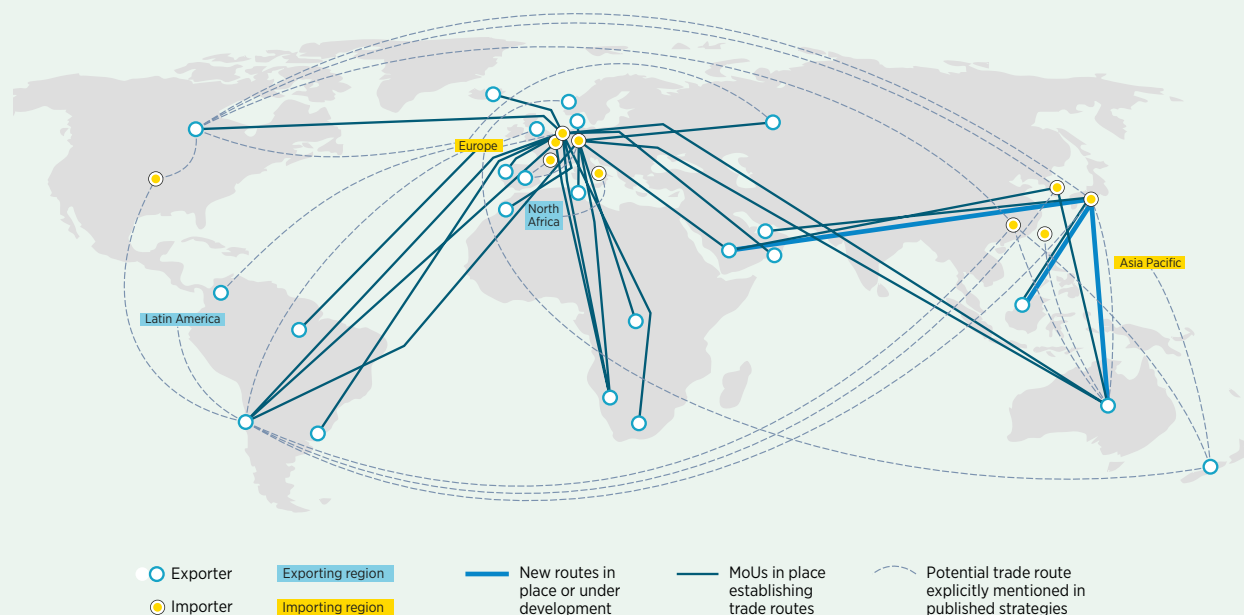 Europe
North
Africa
Asia Pacific
Latin America
Exporter
Exporting region
New routes in
place or under
development
MoUs in place
establishing
trade routes
Potential trade route
explicitly mentioned in
published strategies
Importer
Importing region